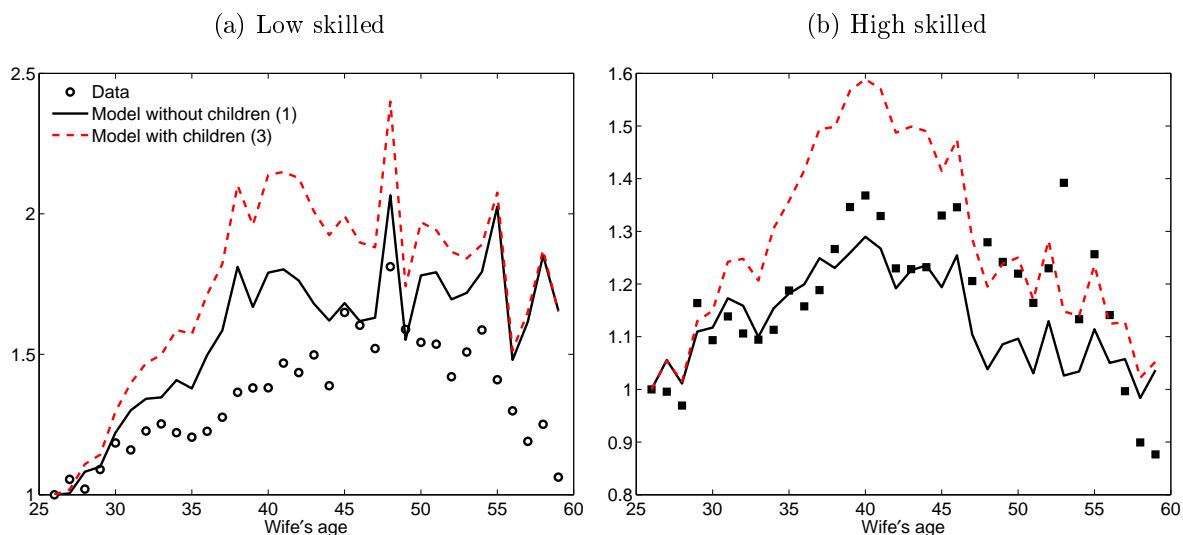 (a) Low skilled
2.5
2
1.5
1
Data
Model without children (1)
Model with children (3)
25 30 35 40 45 50 55 60
Wife's age
(b) High skilled
1.6
1.5
1.4
1.3
1.2
1.1
1
0.9
0.8
25 30 35 40 45 50 55 60
Wife's age